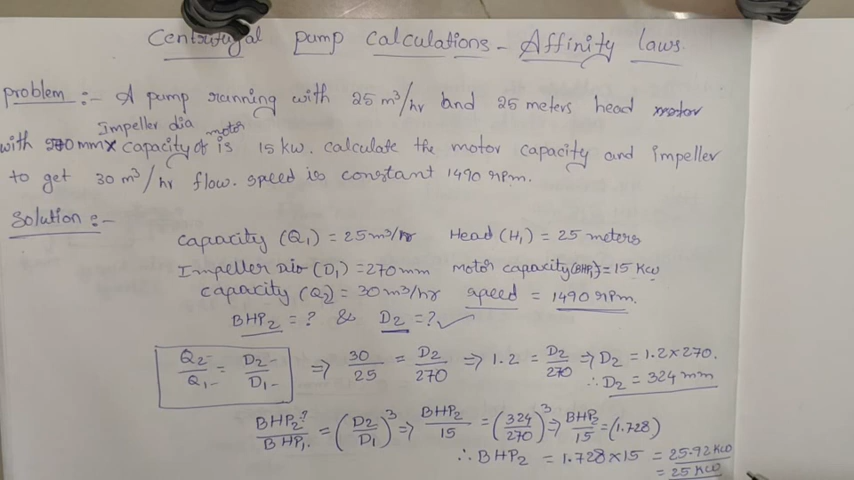 Centrifugal pump calculations - Affinity laws.
problem :- A pump running with 25 m³/hr and 25 meters head
Impeller dia motor
with 270 mm capacity of is 15 kw. calculate the motor capacity and impeller
to get 30 m³/hr flow. speed is constant 1490 rpm.
Solution :-
capacity (Q₁) = 25 m³/hr Head (H₁) = 25 meters
Impeller Dia (D₁) = 270 mm motor capacity (BHP₁) = 15 Kw
capacity (Q₂) = 30 m³/hr speed = 1490 rpm.
BHP₂ = ? & D₂ = ? ✓
Q₂/Q₁ = D₂/D₁ ⇒ 30/25 = D₂/270 ⇒ 1.2 = D₂/270 ⇒ D₂ = 1.2 × 270.
∴ D₂ = 324 mm
BHP₂?/BHP₁ = (D₂/D₁)³ ⇒ BHP₂/15 = (324/270)³ ⇒ BHP₂/15 = (1.728)
∴ BHP₂ = 1.728 × 15 = 25.92 Kw
= 25 Kw